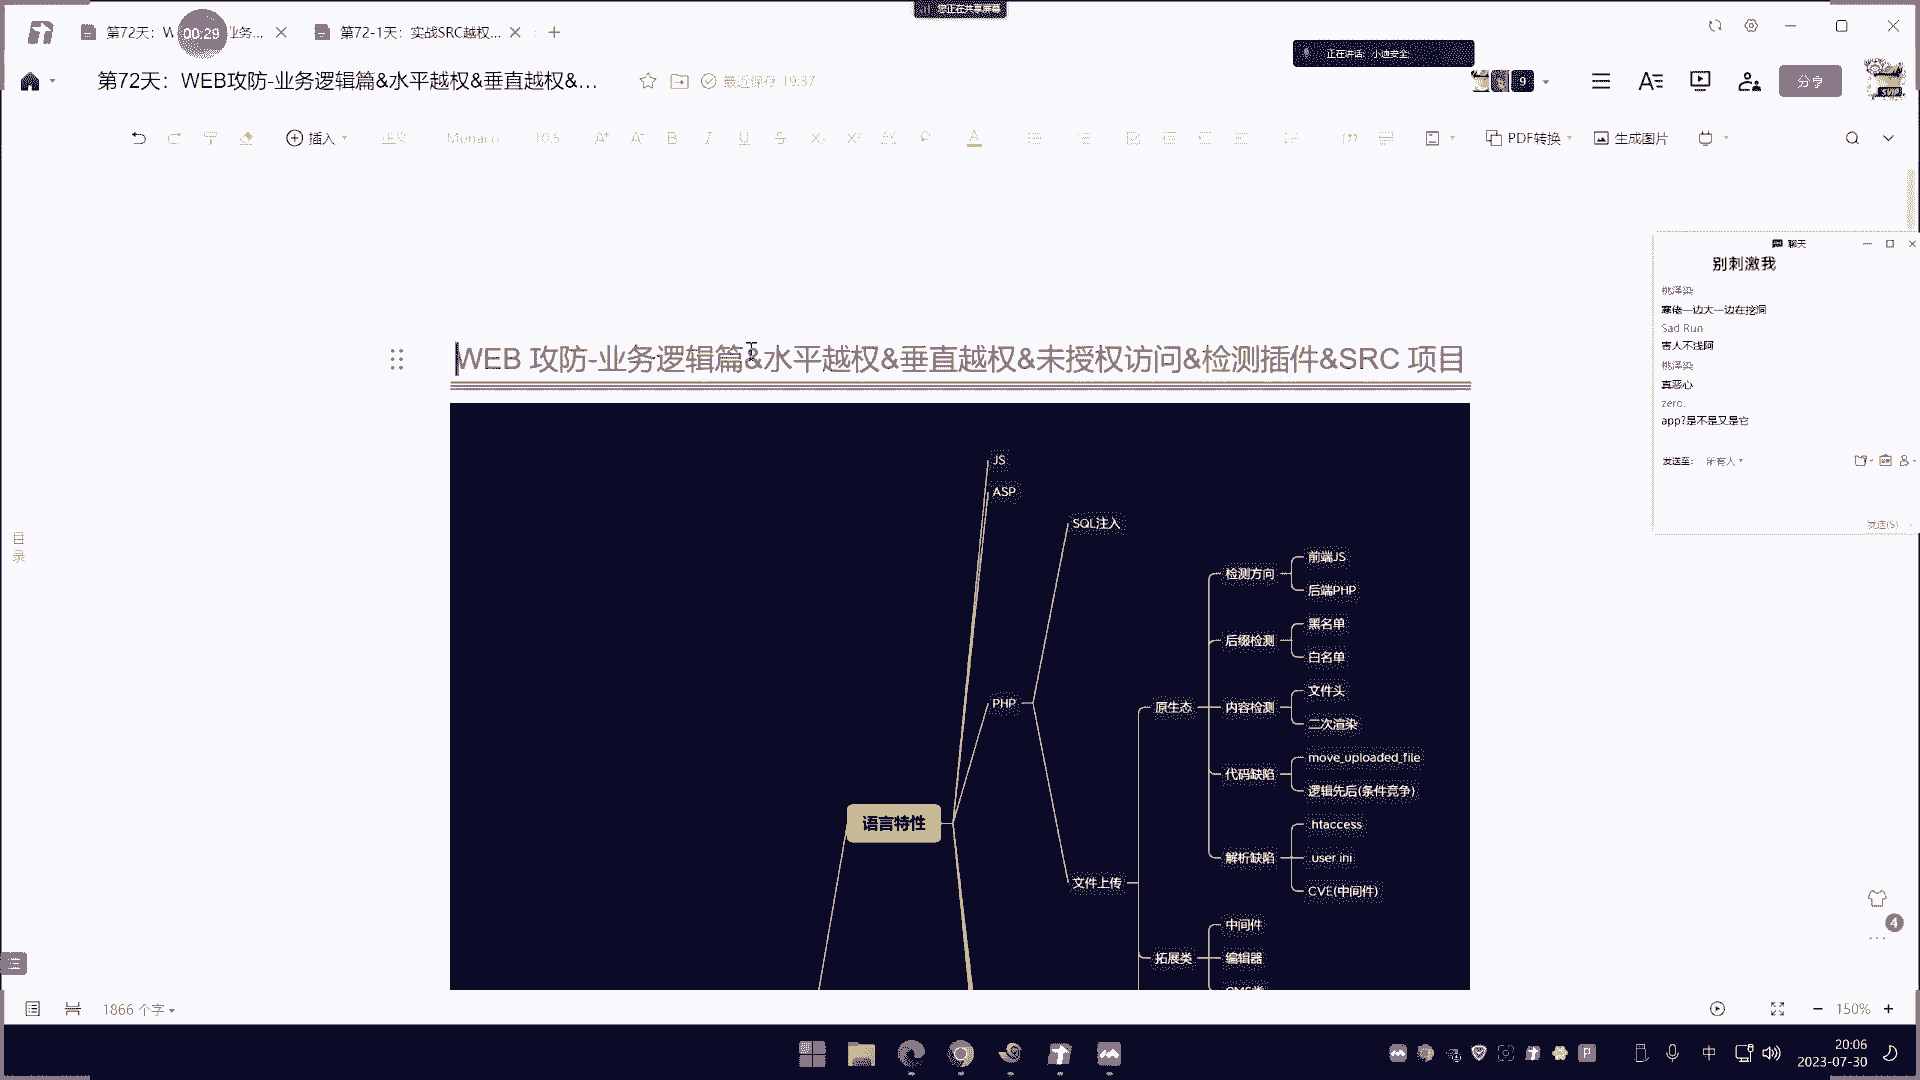 您正在共享屏幕
第72天：W
00:29
业务...
第72-1天：实战SRC越权...
正在讲话: 小迪安全
第72天：WEB攻防-业务逻辑篇&水平越权&垂直越权&...
最近保存 19:37
9
分享
SVIP
插入
正文
Monaco
10.5
PDF转换
生成图片
聊天
别刺激我
桃泽染
寒佬一边大一边在挖洞
Sad Run
害人不浅阿
桃泽染
真恶心
zero.
app?是不是又是它
发送至:
所有人
发送(S)
WEB 攻防-业务逻辑篇&水平越权&垂直越权&未授权访问&检测插件&SRC 项目
JS
ASP
SQL注入
前端JS
检测方向
后端PHP
黑名单
后缀检测
白名单
文件头
PHP
原生态
内容检测
二次渲染
move_uploaded_file
代码缺陷
逻辑先后(条件竞争)
语言特性
.htaccess
解析缺陷
.user.ini
文件上传
CVE(中间件)
中间件
拓展类
编辑器
CMS类
目录
4
1866 个字
150%
中
20:06
2023-07-30